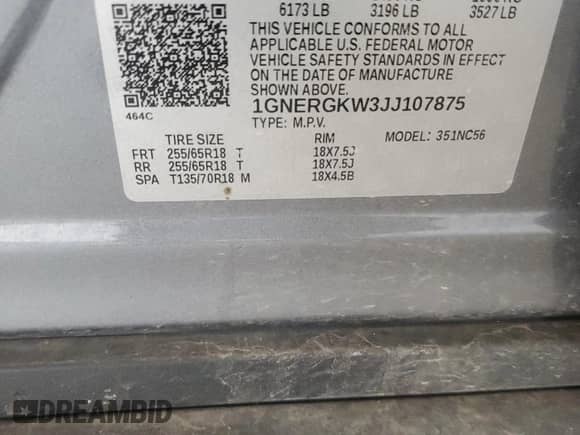 6173 LB 3196 LB 3527 LB
THIS VEHICLE CONFORMS TO ALL
APPLICABLE U.S. FEDERAL MOTOR
VEHICLE SAFETY STANDARDS IN EFFECT
ON THE DATE OF MANUFACTURE
SHOWN ABOVE.
1GNERGKW3JJ107875
TYPE: M.P.V.
464C
TIRE SIZE RIM MODEL: 351NC56
FRT 255/65R18 T 18X7.5J
RR 255/65R18 T 18X7.5J
SPA T135/70R18 M 18X4.5B
DREAMBID